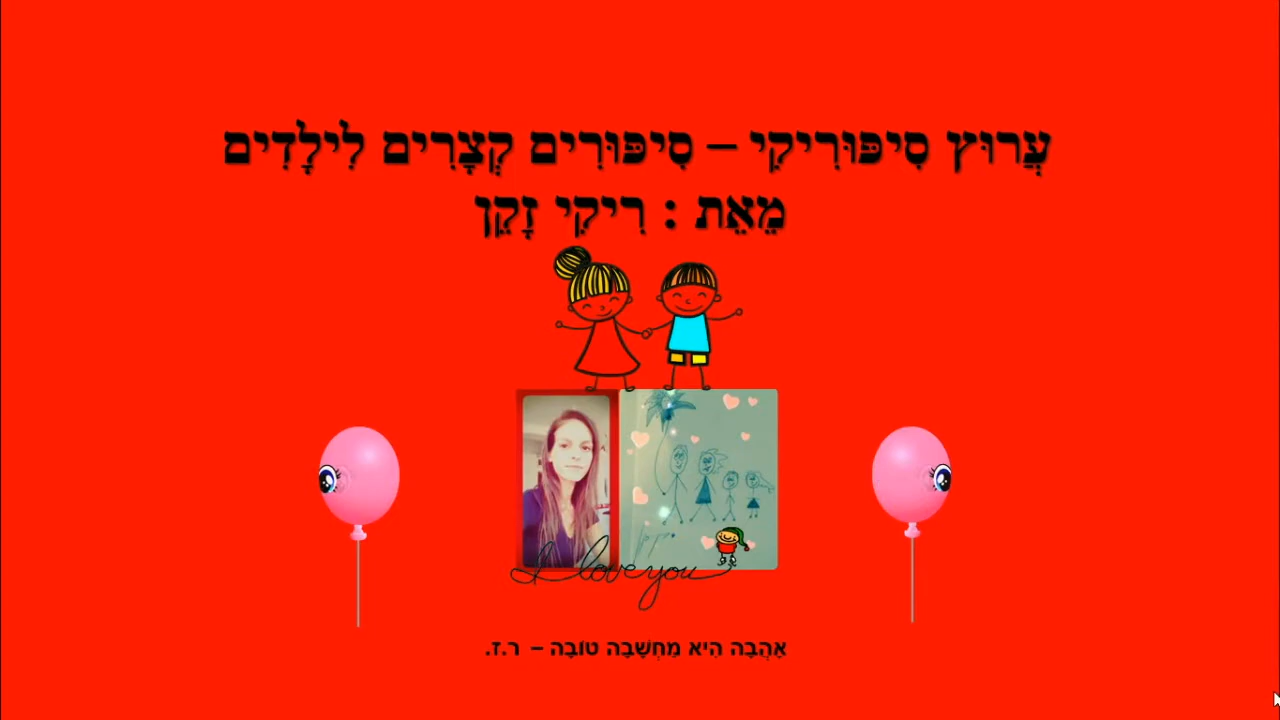 עֲרוּץ סִיפּוּרִיקִי – סִיפּוּרִים קְצָרִים לִילָדִים
מֵאֵת : רִיקִי זָקֵן
I love you
אַהֲבָה הִיא מַחְשָׁבָה טוֹבָה – ר.ז.